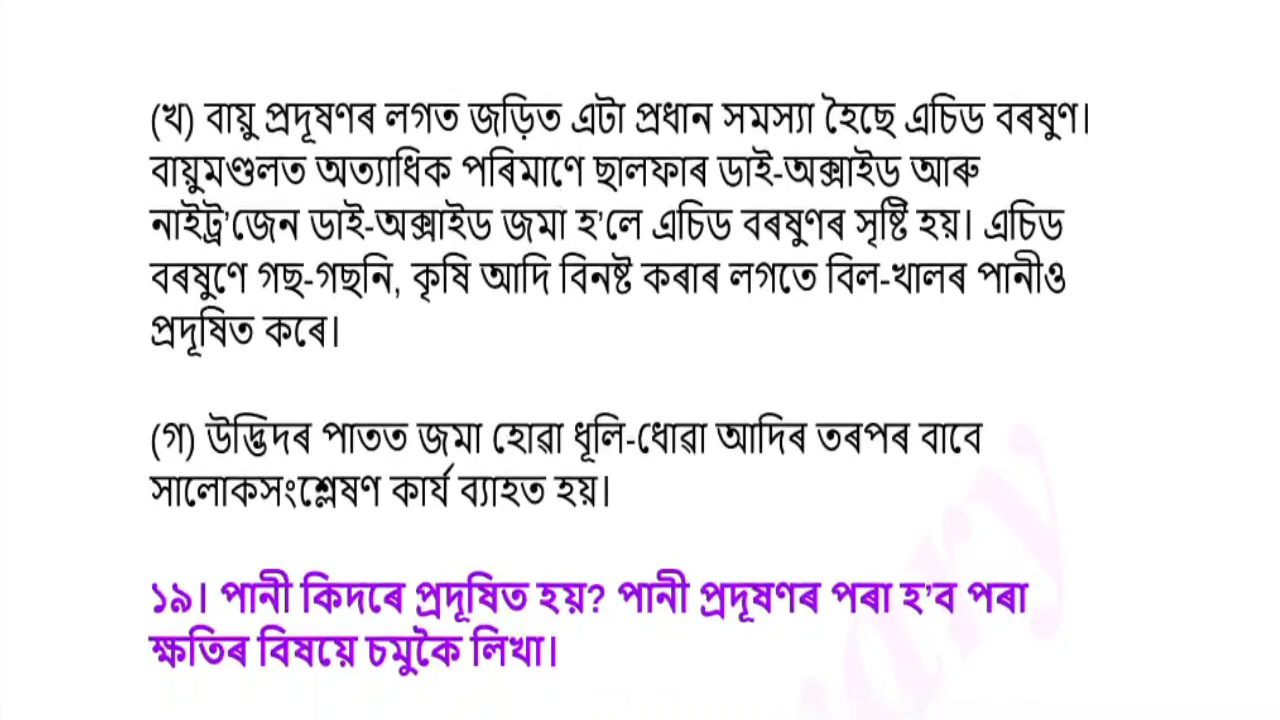 (খ) বায়ু প্ৰদূষণৰ লগত জড়িত এটা প্ৰধান সমস্যা হৈছে এচিড বৰষুণ।
বায়ুমণ্ডলত অত্যাধিক পৰিমাণে ছালফাৰ ডাই-অক্সাইড আৰু
নাইট্ৰ'জেন ডাই-অক্সাইড জমা হ'লে এচিড বৰষুণৰ সৃষ্টি হয়। এচিড
বৰষুণে গছ-গছনি, কৃষি আদি বিনষ্ট কৰাৰ লগতে বিল-খালৰ পানীও
প্ৰদূষিত কৰে।
(গ) উদ্ভিদৰ পাতত জমা হোৱা ধূলি-ধোৱা আদিৰ তৰপৰ বাবে
সালোকসংশ্লেষণ কাৰ্য ব্যাহত হয়।
১৯। পানী কিদৰে প্ৰদূষিত হয়? পানী প্ৰদূষণৰ পৰা হ'ব পৰা
ক্ষতিৰ বিষয়ে চমুকৈ লিখা।